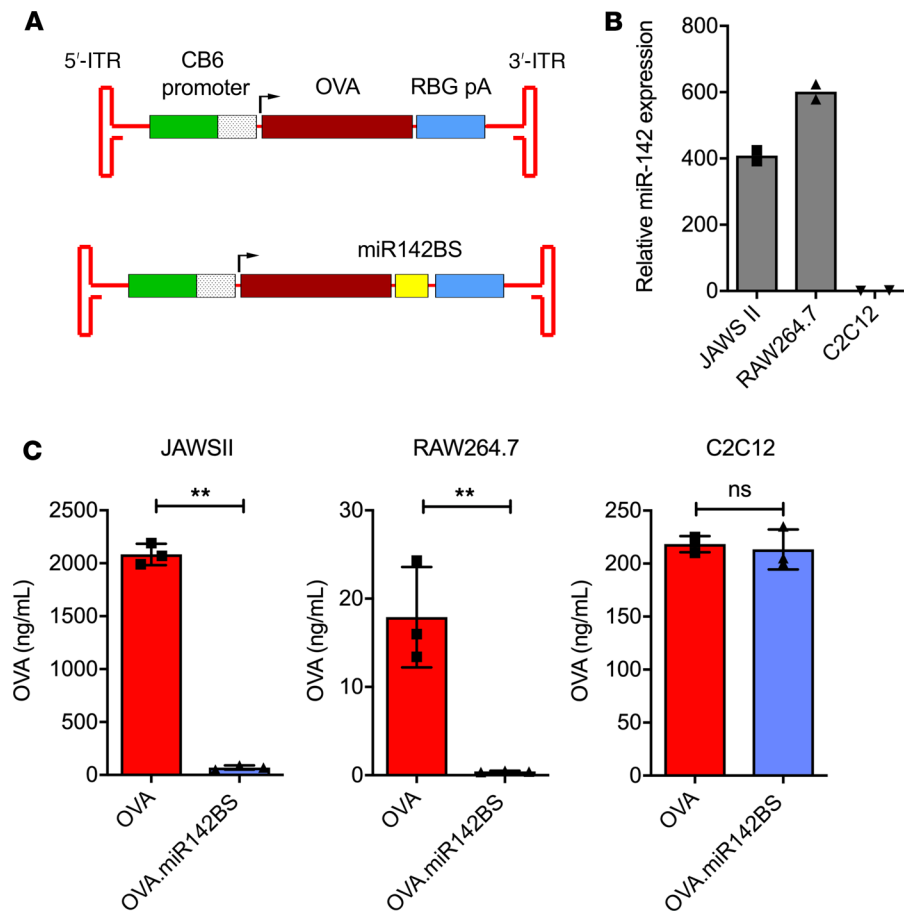 A
5′-ITR
CB6
promoter
OVA
RBG pA
3′-ITR
miR142BS
B
Relative miR-142 expression
800
600
400
200
0
JAWS II
RAW264.7
C2C12
C
JAWSII
**
OVA (ng/mL)
2500
2000
1500
1000
500
0
OVA
OVA.miR142BS
RAW264.7
**
OVA (ng/mL)
30
20
10
0
OVA
OVA.miR142BS
C2C12
ns
OVA (ng/mL)
250
200
150
100
50
0
OVA
OVA.miR142BS